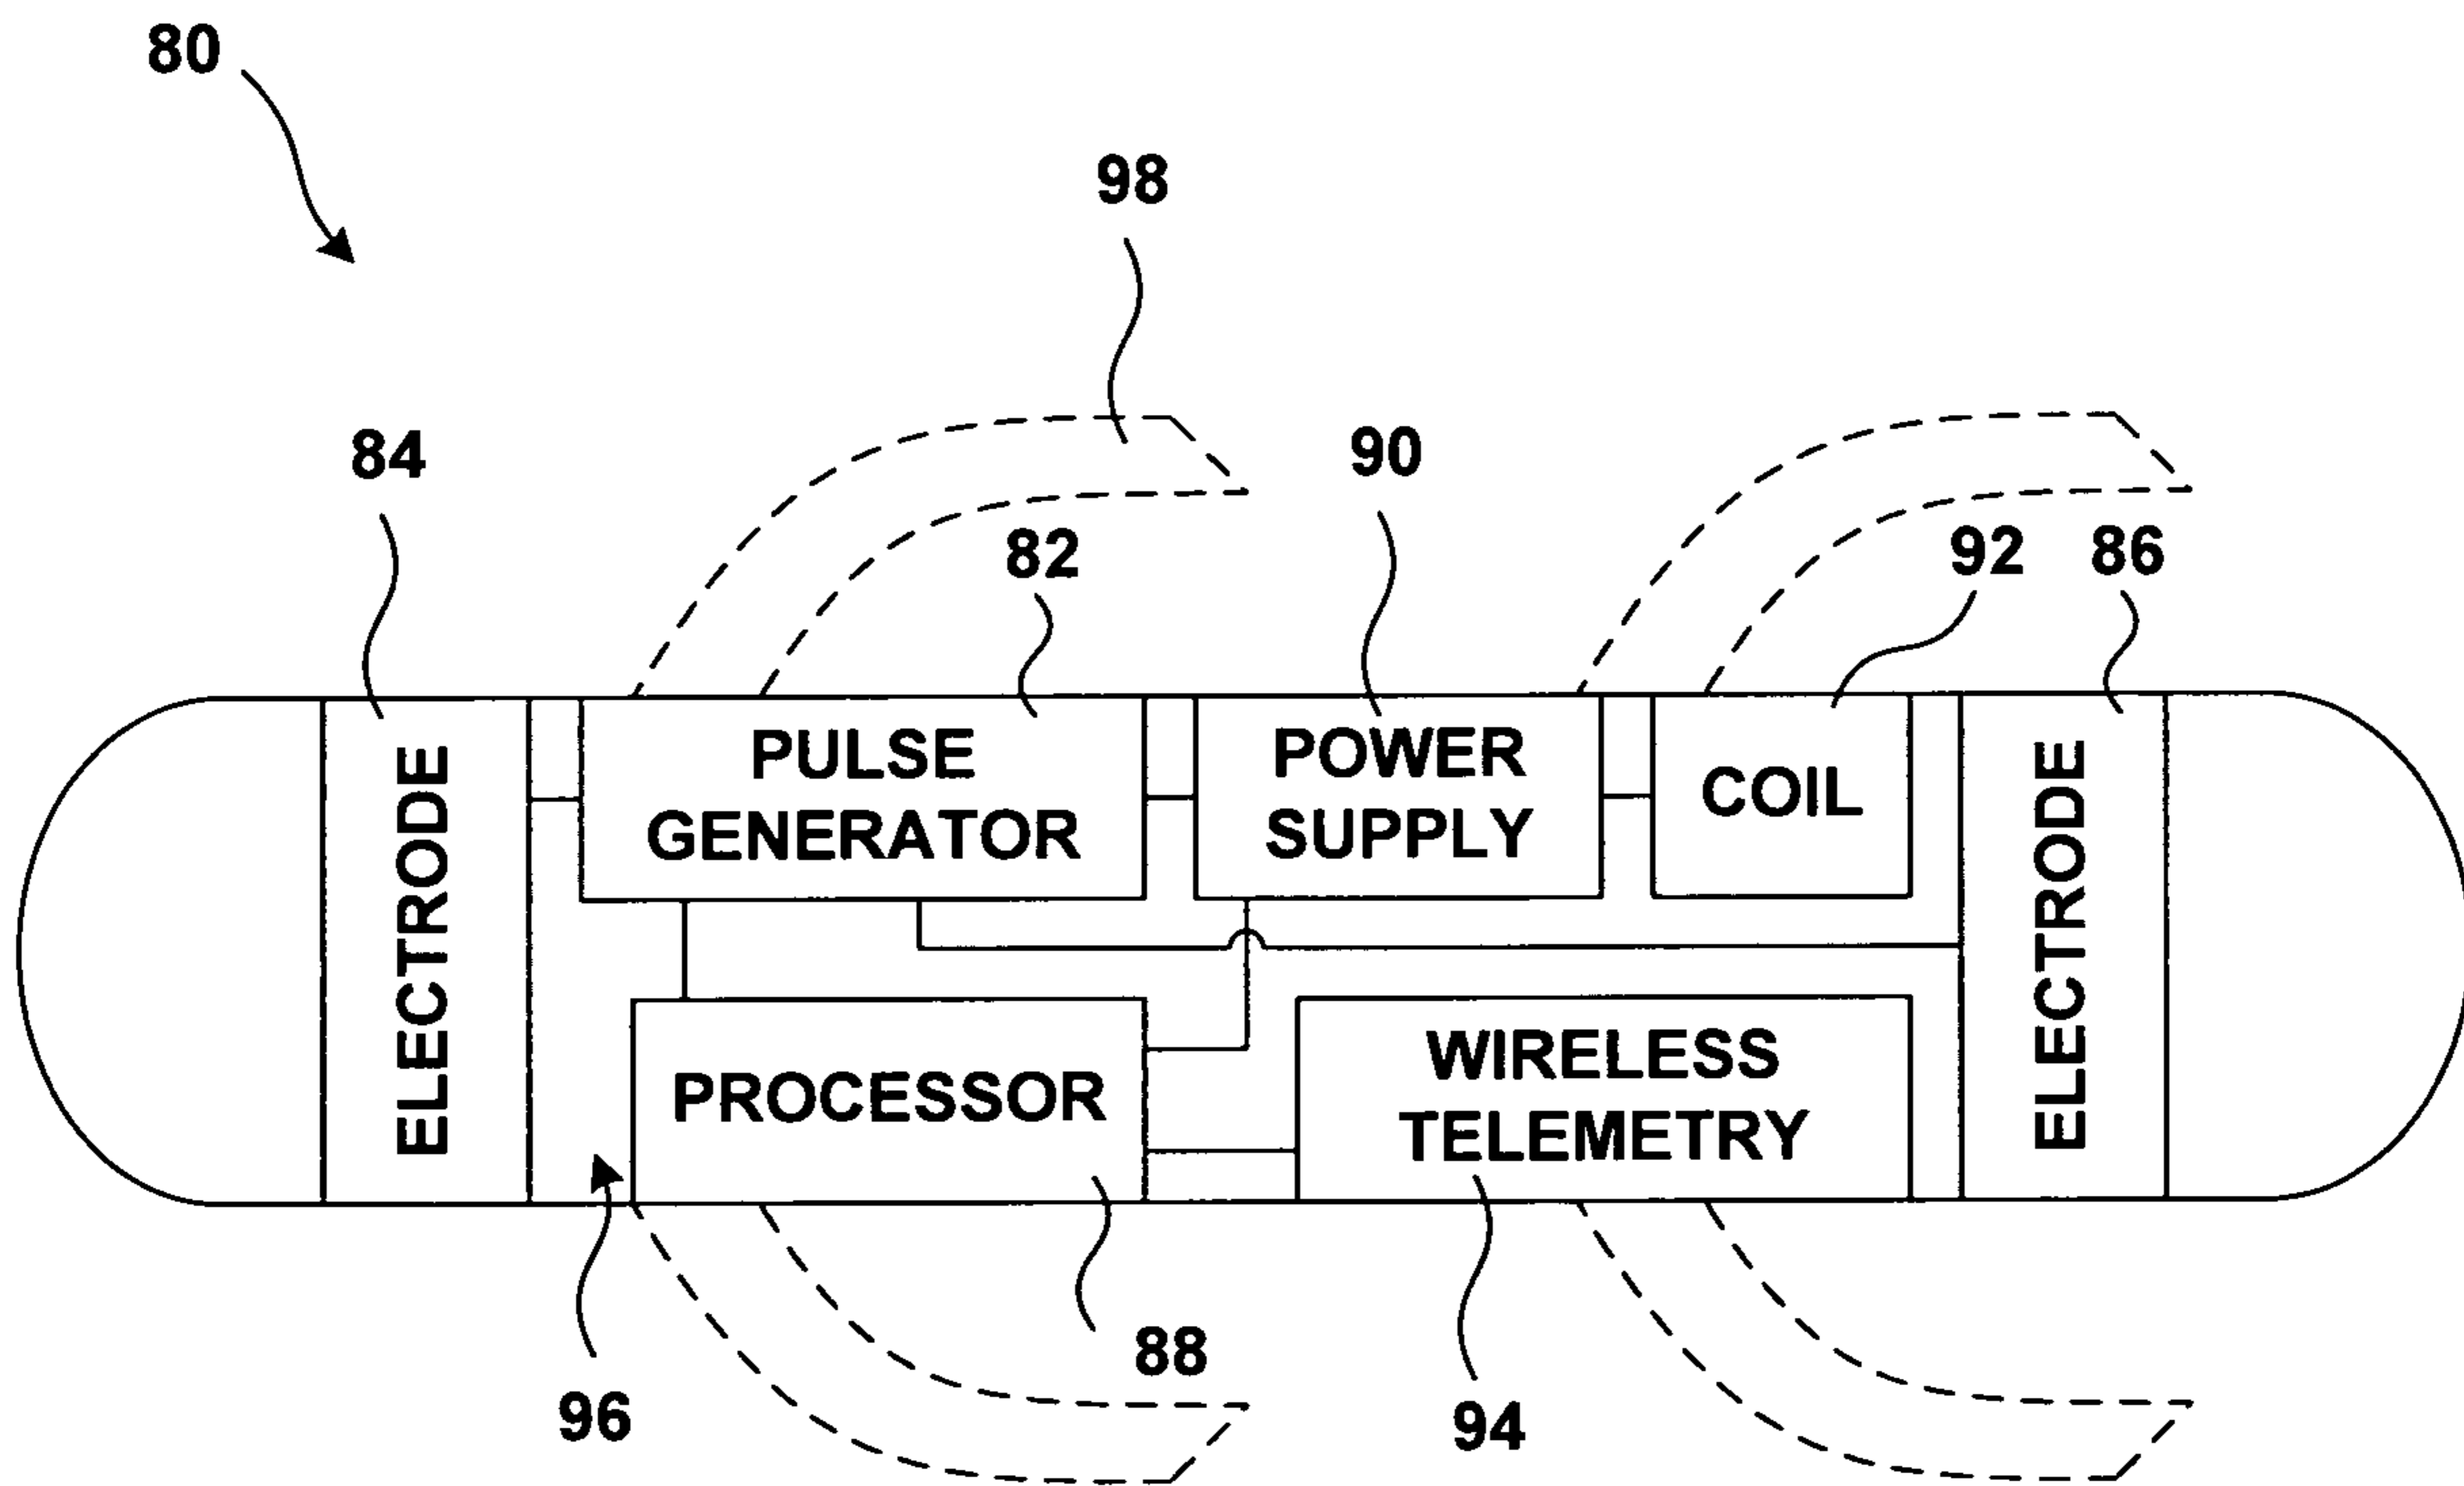 80
98
84
90
82
92
86
ELECTRODE
PULSE
GENERATOR
POWER
SUPPLY
COIL
ELECTRODE
PROCESSOR
WIRELESS
TELEMETRY
96
88
94